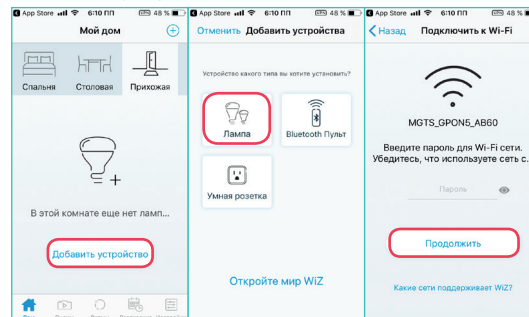 App Store 6:10 ПП 48 %
Мой дом
Спальня Столовая Прихожая
В этой комнате еще нет ламп...
Добавить устройство
Дом
App Store 6:10 ПП 48 %
Отменить Добавить устройства
Устройство какого типа вы хотите установить?
Лампа Bluetooth Пульт
Умная розетка
Откройте мир WiZ
App Store 6:10 ПП 48 %
Назад Подключить к Wi-Fi
MGTS_GPON5_AB60
Введите пароль для Wi-Fi сети.
Убедитесь, что используете сеть с...
Пароль
Продолжить
Какие сети поддерживает WiZ?